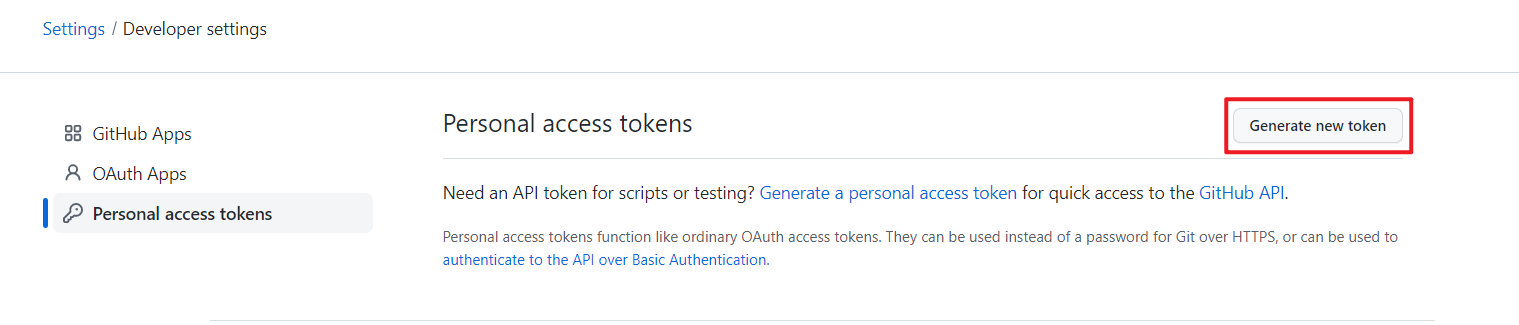 Settings / Developer settings
GitHub Apps
OAuth Apps
Personal access tokens
Personal access tokens
Generate new token
Need an API token for scripts or testing? Generate a personal access token for quick access to the GitHub API.
Personal access tokens function like ordinary OAuth access tokens. They can be used instead of a password for Git over HTTPS, or can be used to
authenticate to the API over Basic Authentication.